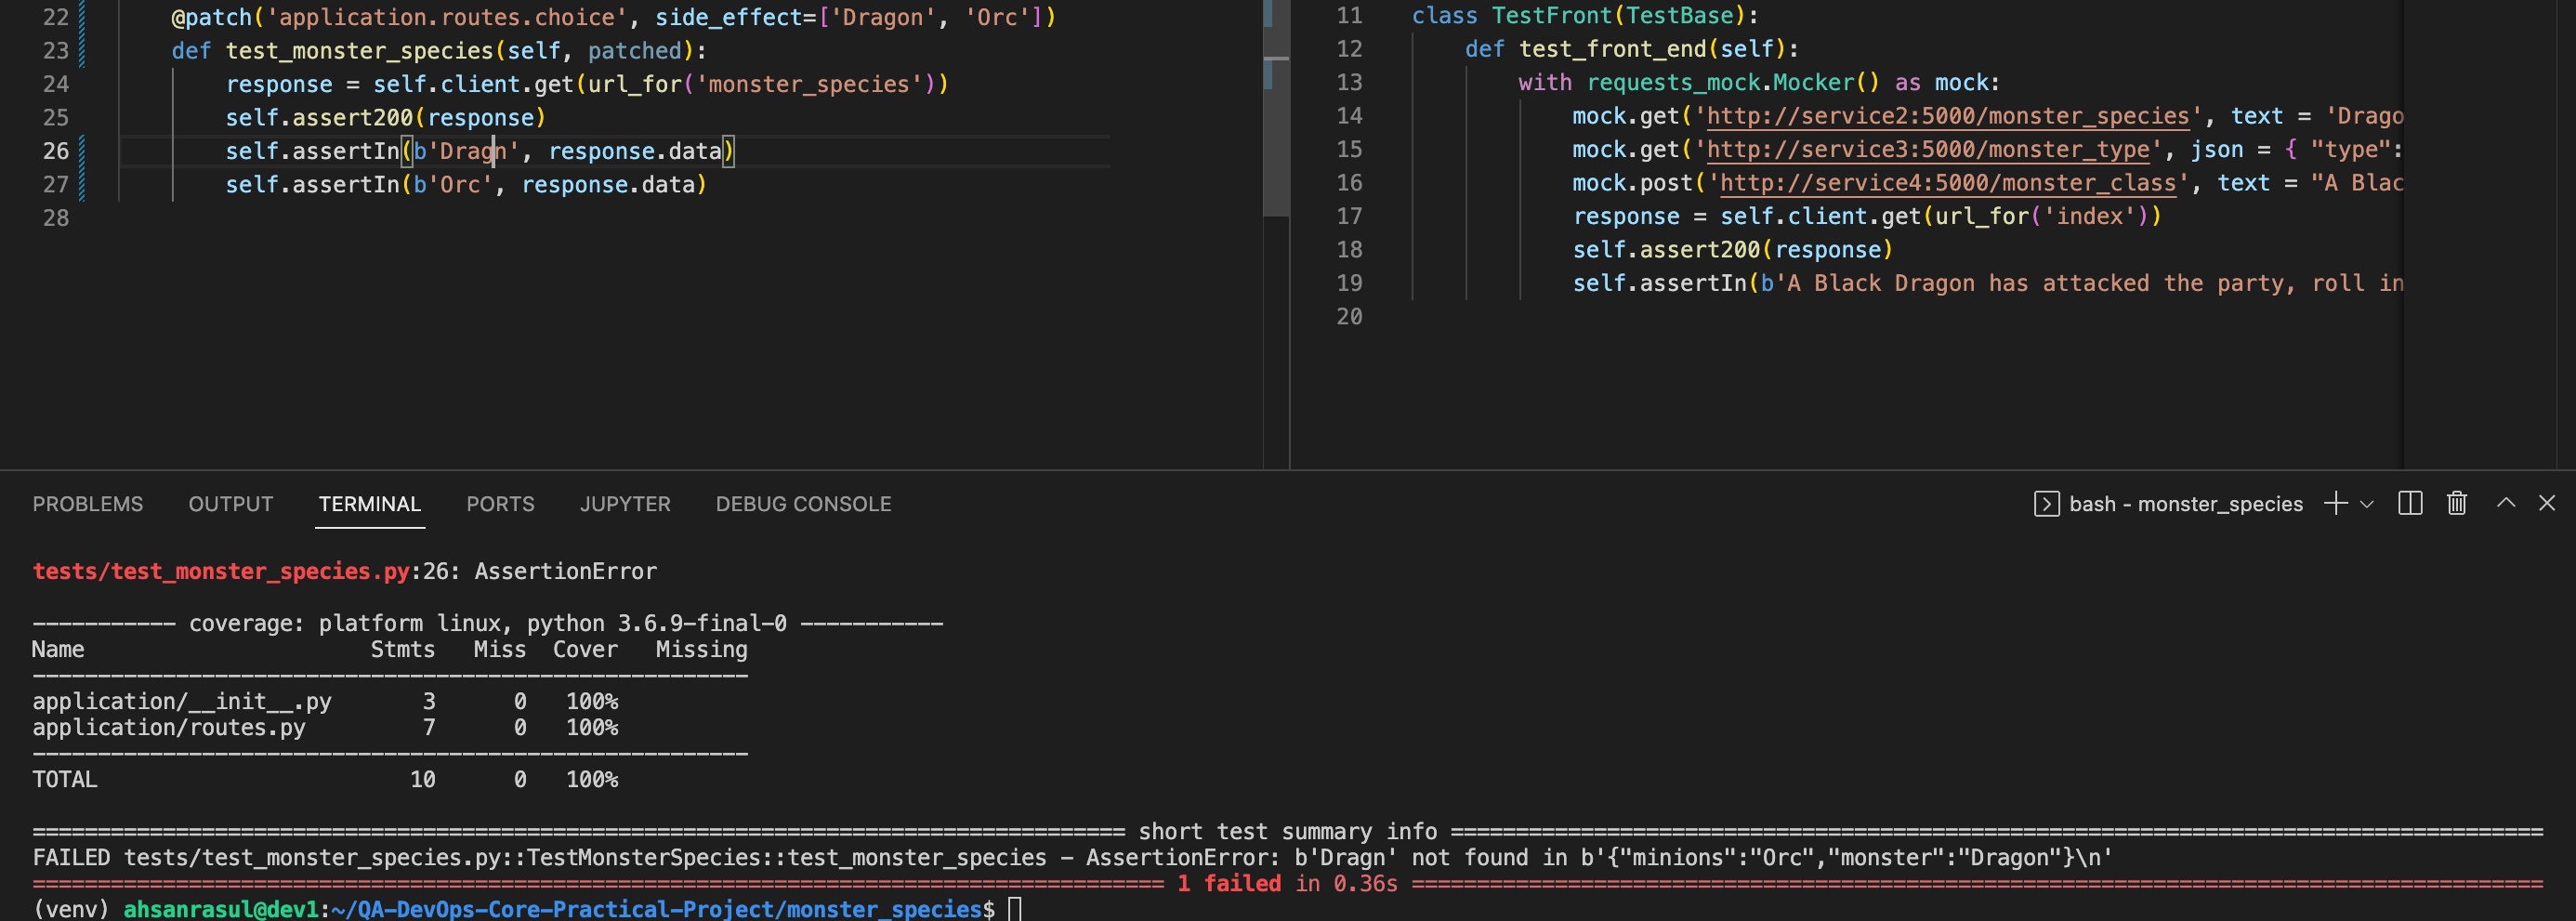 22 @patch('application.routes.choice', side_effect=['Dragon', 'Orc'])
23 def test_monster_species(self, patched):
24 response = self.client.get(url_for('monster_species'))
25 self.assert200(response)
26 self.assertIn(b'Dragn', response.data)
27 self.assertIn(b'Orc', response.data)
28
11 class TestFront(TestBase):
12 def test_front_end(self):
13 with requests_mock.Mocker() as mock:
14 mock.get('http://service2:5000/monster_species', text = 'Drago
15 mock.get('http://service3:5000/monster_type', json = { "type":
16 mock.post('http://service4:5000/monster_class', text = "A Blac
17 response = self.client.get(url_for('index'))
18 self.assert200(response)
19 self.assertIn(b'A Black Dragon has attacked the party, roll in
20
PROBLEMS OUTPUT TERMINAL PORTS JUPYTER DEBUG CONSOLE bash - monster_species
tests/test_monster_species.py:26: AssertionError
----------- coverage: platform linux, python 3.6.9-final-0 -----------
Name Stmts Miss Cover Missing
-------------------------------------------------------
application/__init__.py 3 0 100%
application/routes.py 7 0 100%
-------------------------------------------------------
TOTAL 10 0 100%
==================== short test summary info ====================
FAILED tests/test_monster_species.py::TestMonsterSpecies::test_monster_species - AssertionError: b'Dragn' not found in b'{"minions":"Orc","monster":"Dragon"}\n'
==================== 1 failed in 0.36s ====================
(venv) ahsanrasul@dev1:~/QA-DevOps-Core-Practical-Project/monster_species$